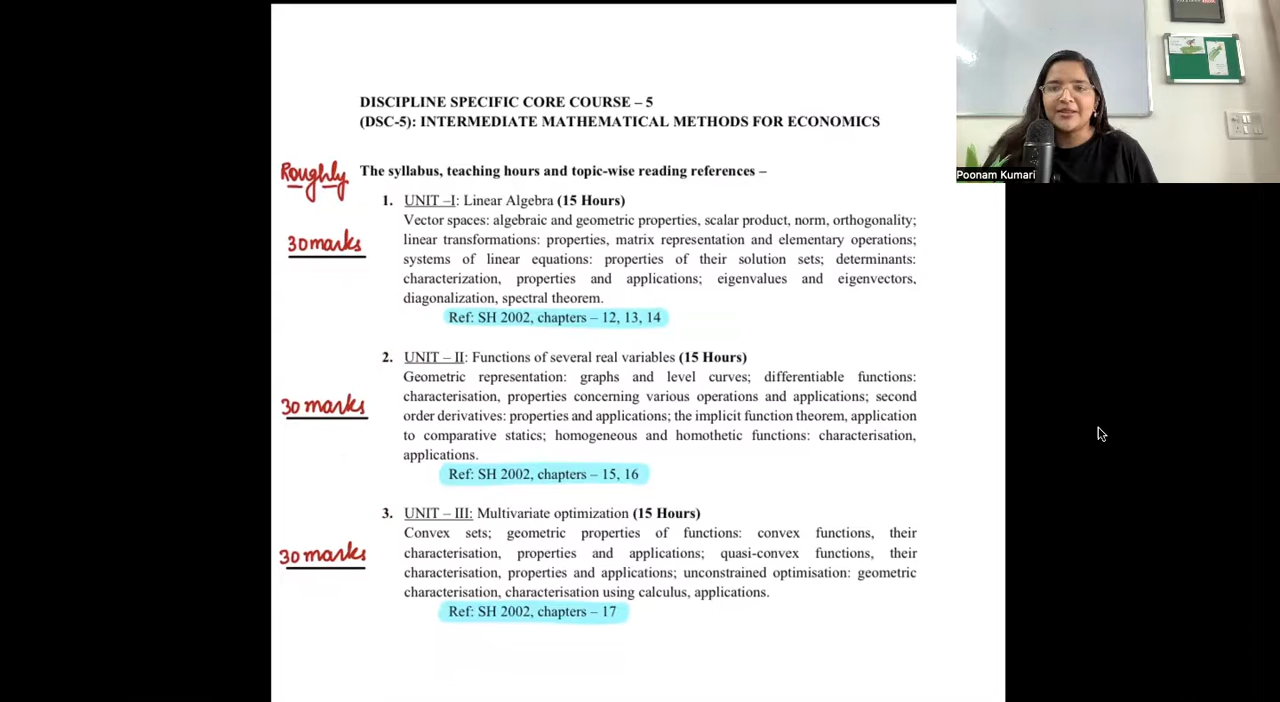 DISCIPLINE SPECIFIC CORE COURSE – 5
(DSC-5): INTERMEDIATE MATHEMATICAL METHODS FOR ECONOMICS
Poonam Kumari
Roughly
The syllabus, teaching hours and topic-wise reading references –
1. UNIT –I: Linear Algebra (15 Hours)
Vector spaces: algebraic and geometric properties, scalar product, norm, orthogonality;
30 marks
linear transformations: properties, matrix representation and elementary operations;
systems of linear equations: properties of their solution sets; determinants:
characterization, properties and applications; eigenvalues and eigenvectors,
diagonalization, spectral theorem.
Ref: SH 2002, chapters – 12, 13, 14
2. UNIT – II: Functions of several real variables (15 Hours)
Geometric representation: graphs and level curves; differentiable functions:
characterisation, properties concerning various operations and applications; second
30 marks
order derivatives: properties and applications; the implicit function theorem, application
to comparative statics; homogeneous and homothetic functions: characterisation,
applications.
Ref: SH 2002, chapters – 15, 16
3. UNIT – III: Multivariate optimization (15 Hours)
Convex sets; geometric properties of functions: convex functions, their
30 marks
characterisation, properties and applications; quasi-convex functions, their
characterisation, properties and applications; unconstrained optimisation: geometric
characterisation, characterisation using calculus, applications.
Ref: SH 2002, chapters – 17